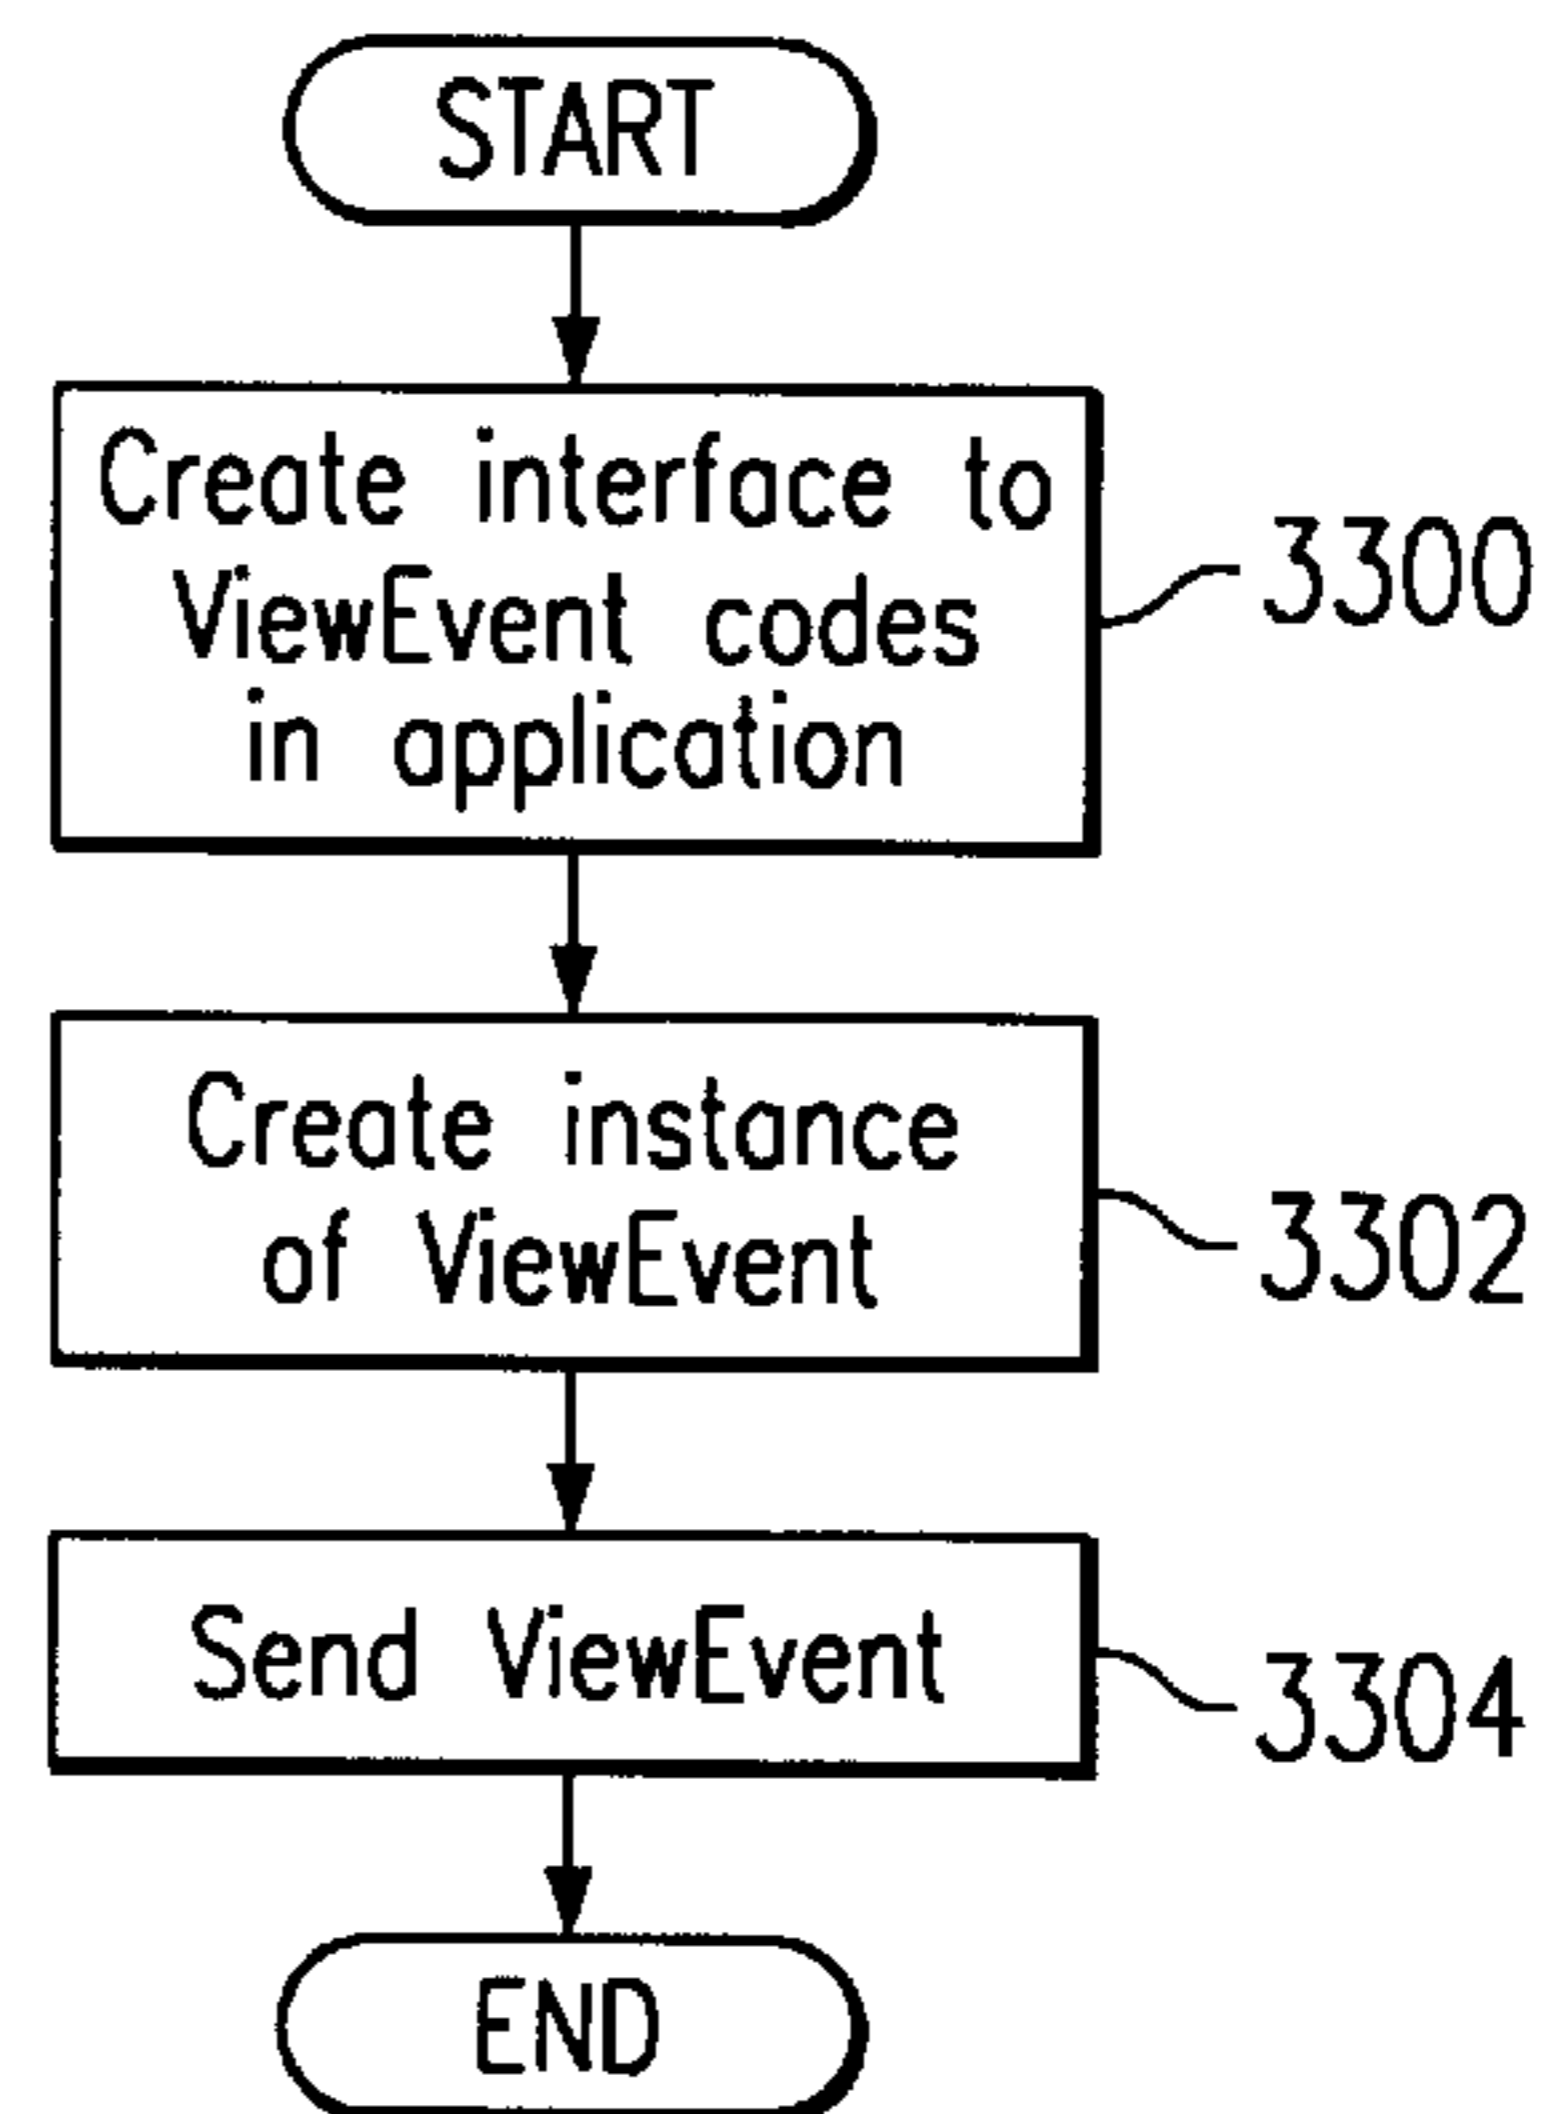 START
Create interface to
ViewEvent codes
in application
3300
Create instance
of ViewEvent
3302
Send ViewEvent
3304
END